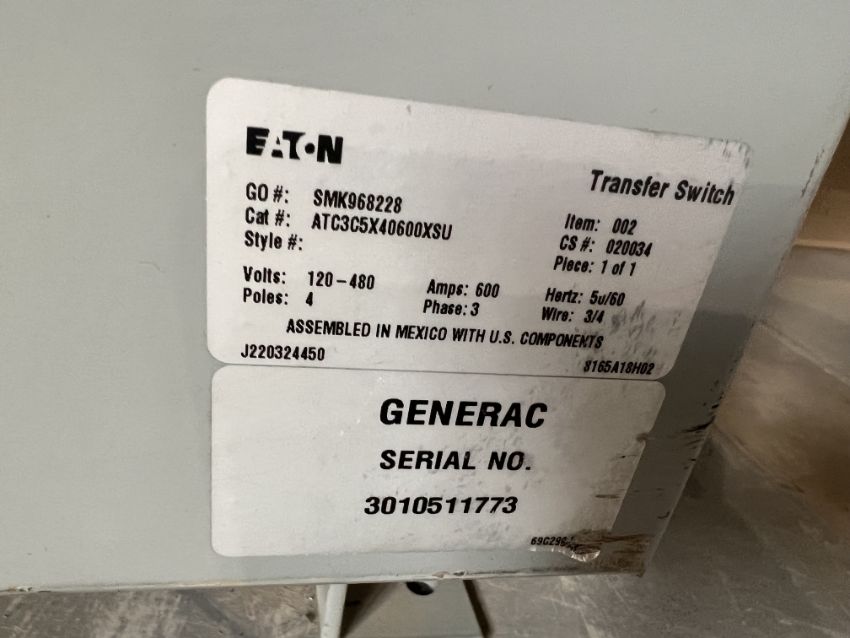 EATON
Transfer Switch
GO #: SMK968228
Item: 002
Cat #: ATC3C5X40600XSU
CS #: 020034
Style #:
Piece: 1 of 1
Volts: 120-480
Amps: 600
Hertz: 50/60
Poles: 4
Phase: 3
Wire: 3/4
ASSEMBLED IN MEXICO WITH U.S. COMPONENTS
J220324450
GENERAC
SERIAL NO.
3010511773